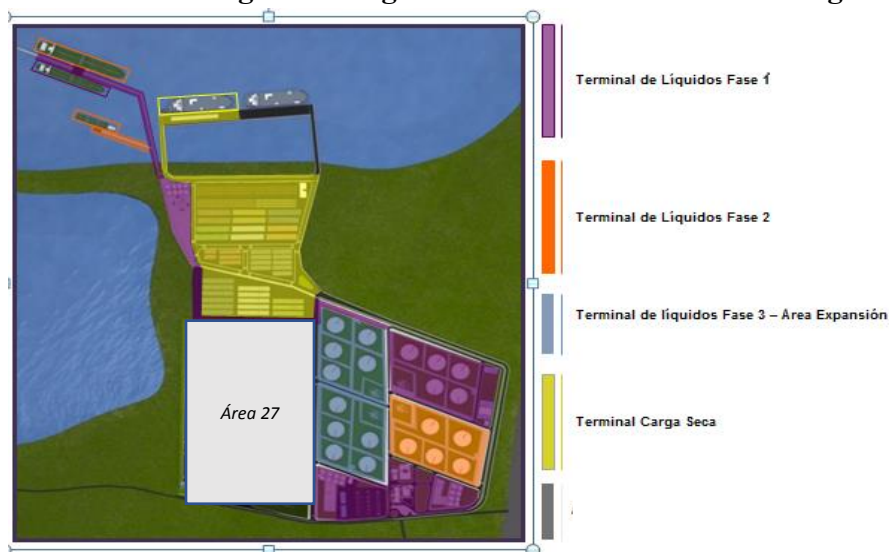 Terminal de Líquidos Fase 1
Terminal de Líquidos Fase 2
Terminal de líquidos Fase 3 – Area Expansión
Área 27
Terminal Carga Seca